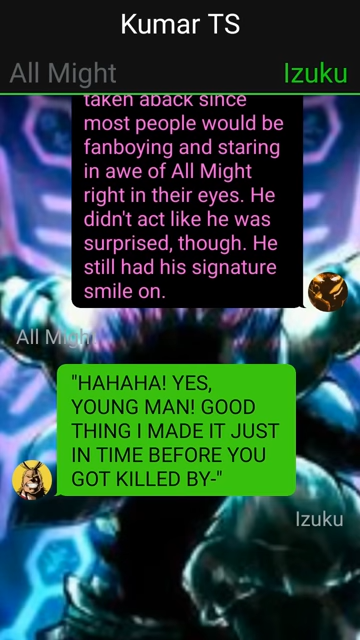 Kumar TS
All Might
Izuku
taken aback since
most people would be
fanboying and staring
in awe of All Might
right in their eyes. He
didn't act like he was
surprised, though. He
still had his signature
smile on.
All Might
"HAHAHA! YES,
YOUNG MAN! GOOD
THING I MADE IT JUST
IN TIME BEFORE YOU
GOT KILLED BY-"
Izuku